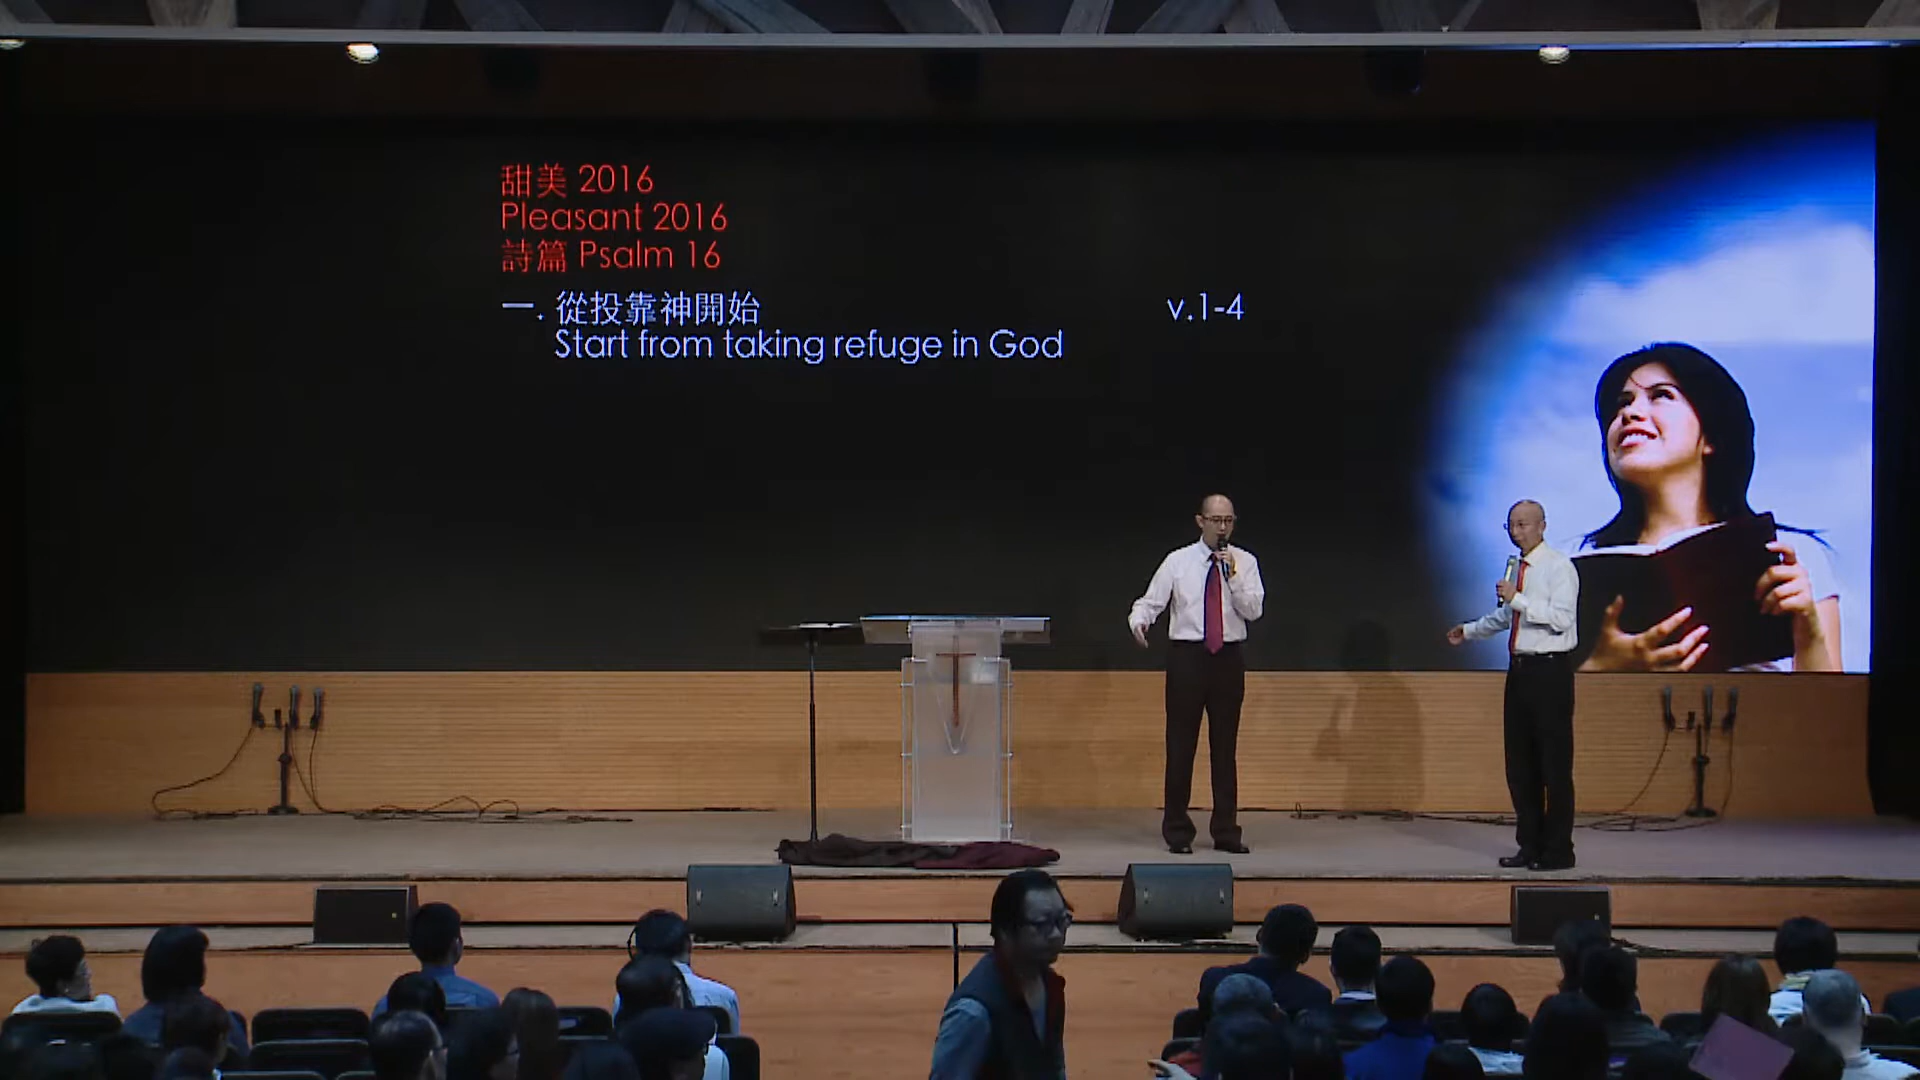 甜美 2016
Pleasant 2016
詩篇 Psalm 16
一. 從投靠神開始 v.1-4
Start from taking refuge in God